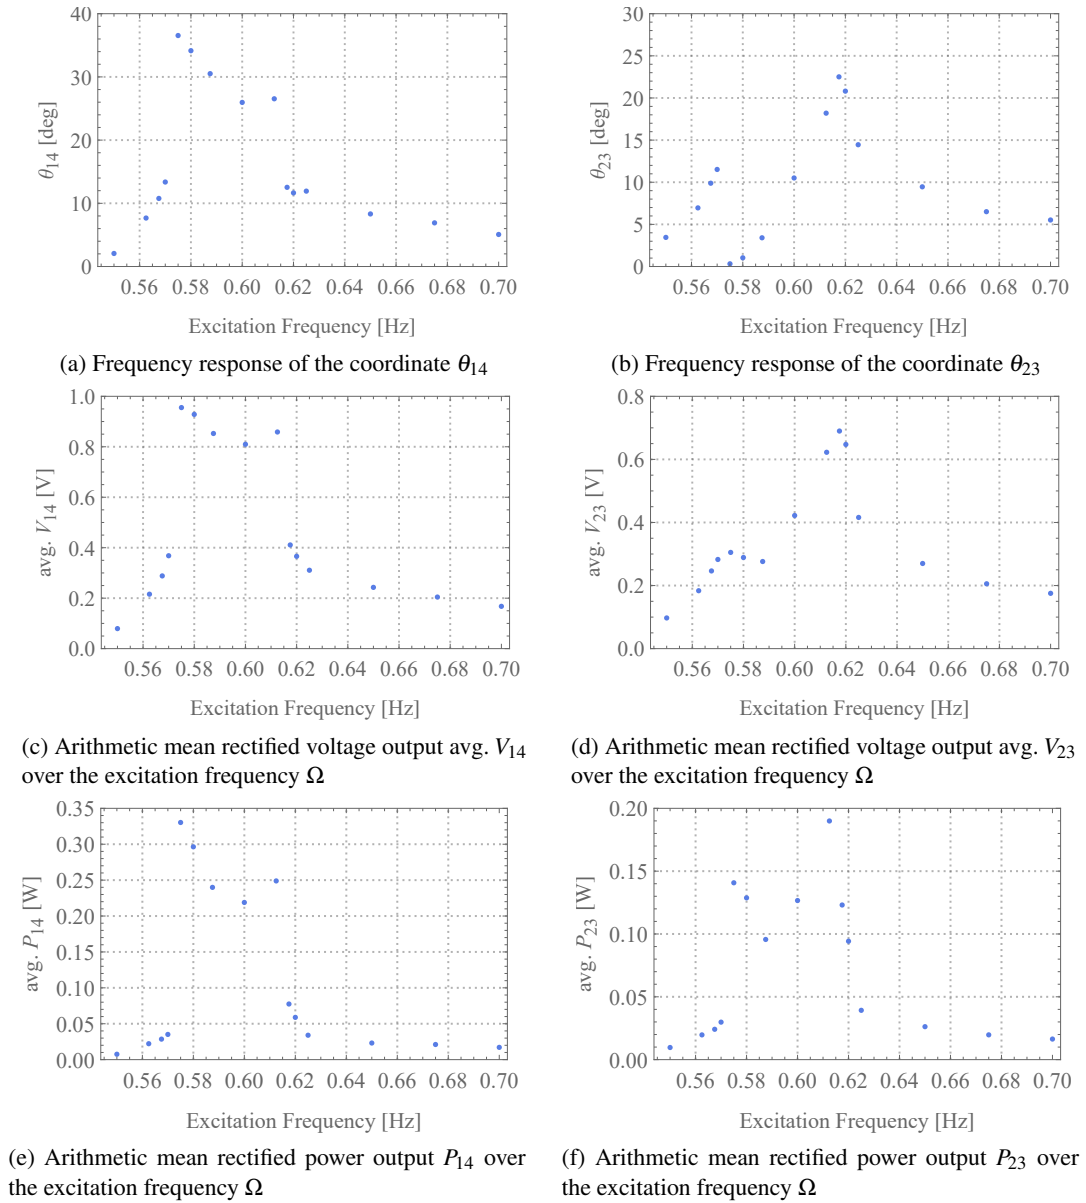 30
40
30
20
10
0
θ14 [deg]
0.56 0.58 0.60 0.62 0.64 0.66 0.68 0.70
Excitation Frequency [Hz]
(a) Frequency response of the coordinate θ14
30
25
20
15
10
5
0
θ23 [deg]
0.56 0.58 0.60 0.62 0.64 0.66 0.68 0.70
Excitation Frequency [Hz]
(b) Frequency response of the coordinate θ23
1.0
0.8
0.6
0.4
0.2
0.0
avg. V14 [V]
0.56 0.58 0.60 0.62 0.64 0.66 0.68 0.70
Excitation Frequency [Hz]
(c) Arithmetic mean rectified voltage output avg. V14
over the excitation frequency Ω
0.8
0.6
0.4
0.2
0.0
avg. V23 [V]
0.56 0.58 0.60 0.62 0.64 0.66 0.68 0.70
Excitation Frequency [Hz]
(d) Arithmetic mean rectified voltage output avg. V23
over the excitation frequency Ω
0.35
0.30
0.25
0.20
0.15
0.10
0.05
0.00
avg. P14 [W]
0.56 0.58 0.60 0.62 0.64 0.66 0.68 0.70
Excitation Frequency [Hz]
(e) Arithmetic mean rectified power output P14 over
the excitation frequency Ω
0.20
0.15
0.10
0.05
0.00
avg. P23 [W]
0.56 0.58 0.60 0.62 0.64 0.66 0.68 0.70
Excitation Frequency [Hz]
(f) Arithmetic mean rectified power output P23 over
the excitation frequency Ω